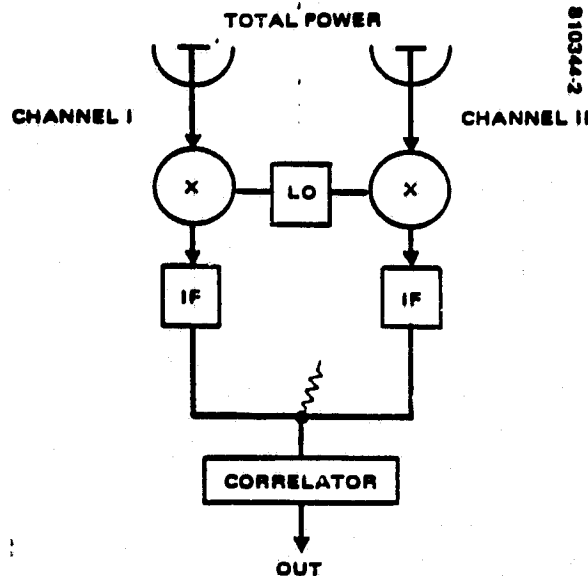 TOTAL POWER
810344-2
CHANNEL I
CHANNEL II
X
LO
X
IF
IF
CORRELATOR
OUT